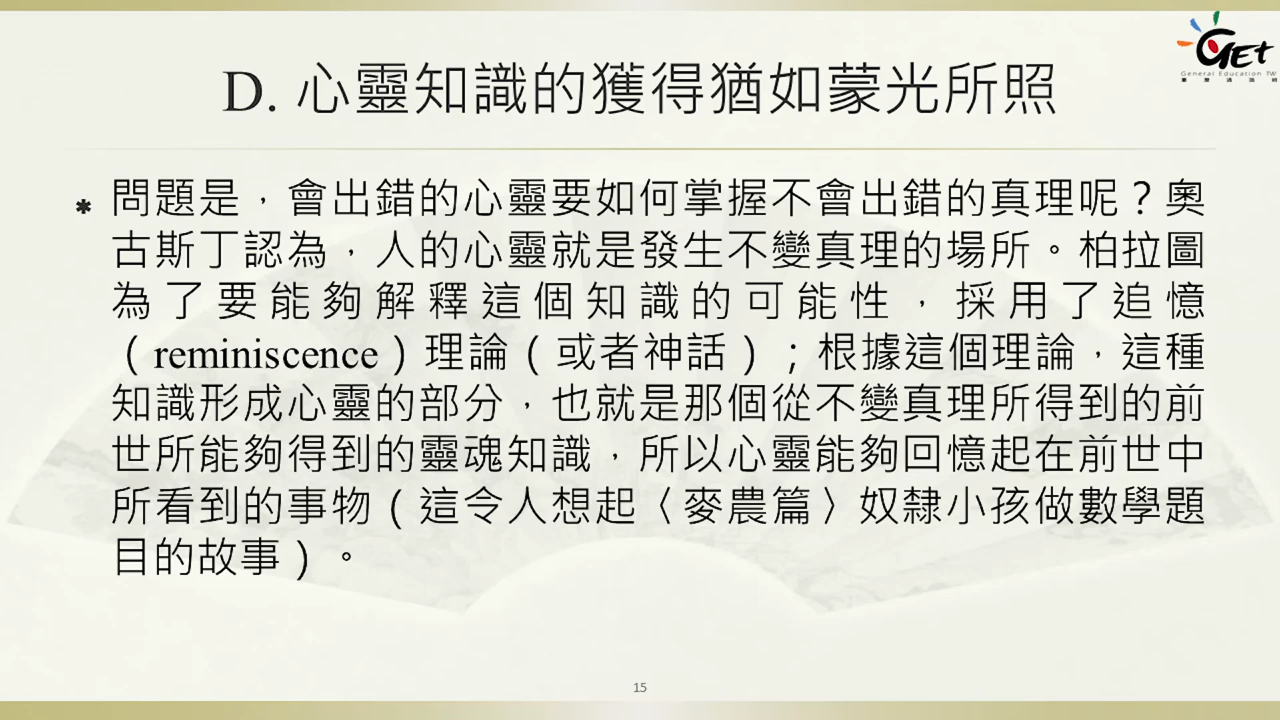 GET
General Education TW
D. 心靈知識的獲得猶如蒙光所照
* 問題是，會出錯的心靈要如何掌握不會出錯的真理呢？奧
古斯丁認為，人的心靈就是發生不變真理的場所。柏拉圖
為了要能夠解釋這個知識的可能性，採用了追憶
（reminiscence）理論（或者神話）；根據這個理論，這種
知識形成心靈的部分，也就是那個從不變真理所得到的前
世所能夠得到的靈魂知識，所以心靈能夠回憶起在前世中
所看到的事物（這令人想起〈麥農篇〉奴隸小孩做數學題
目的故事）。
15